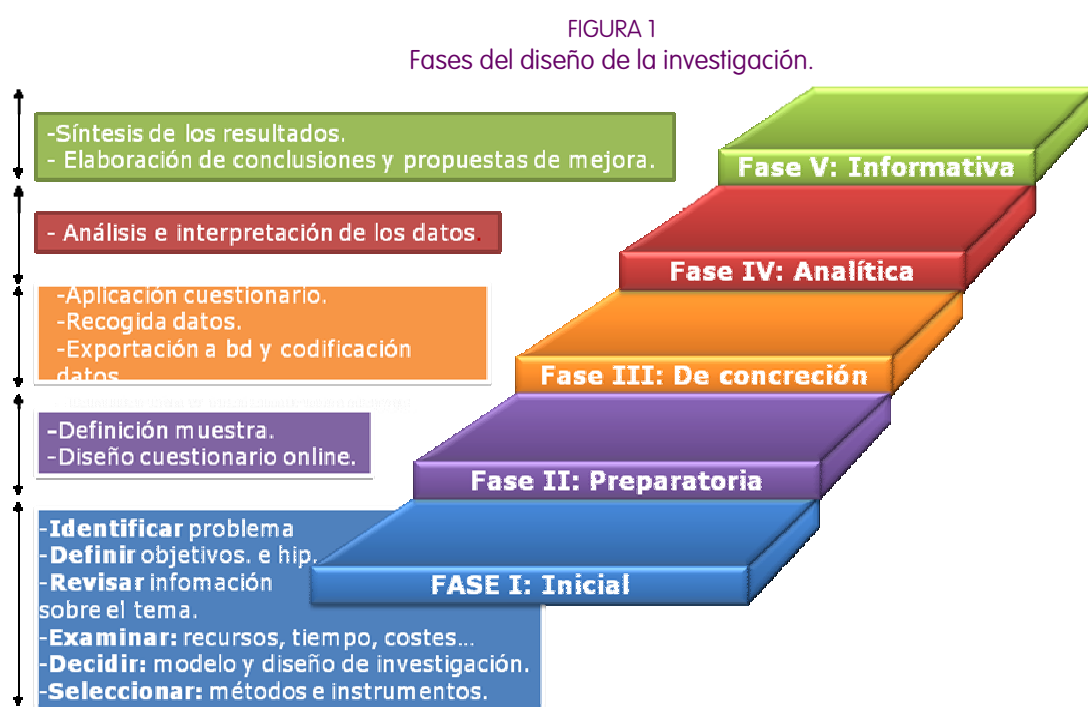 FIGURA 1
Fases del diseño de la investigación.
-Síntesis de los resultados.
- Elaboración de conclusiones y propuestas de mejora.
Fase V: Informativa
- Análisis e interpretación de los datos.
Fase IV: Analítica
-Aplicación cuestionario.
-Recogida datos.
-Exportación a bd y codificación
datos
Fase III: De concreción
-Definición muestra.
-Diseño cuestionario online.
Fase II: Preparatoria
-Identificar problema
-Definir objetivos. e hip.
-Revisar infomación
sobre el tema.
-Examinar: recursos, tiempo, costes...
-Decidir: modelo y diseño de investigación.
-Seleccionar: métodos e instrumentos.
FASE I: Inicial